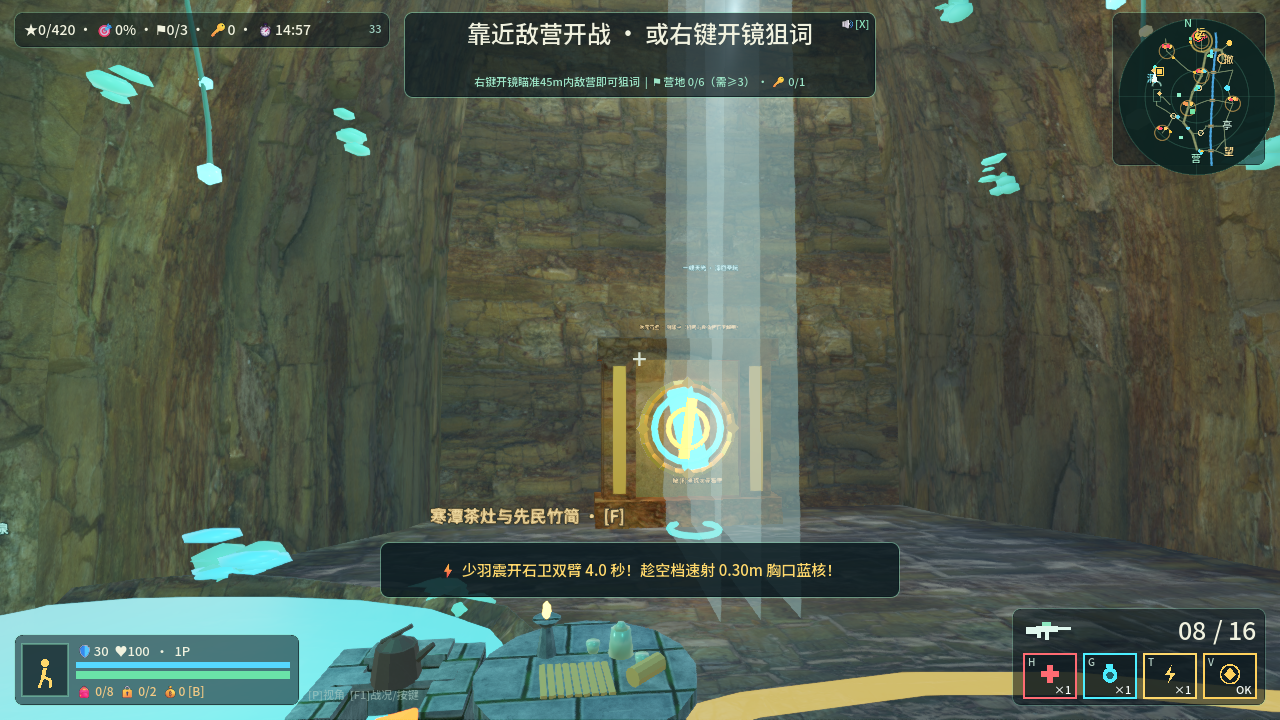 ★0/420 · 🎯 0% · ⚑0/3 · 🔑0 · ⏱ 14:57 33
靠近敌营开战 · 或右键开镜狙词
[X]
右键开镜瞄准45m内敌营即可狙词 | ⚑ 营地 0/6（需≥3） · 🔑 0/1
N
撤
亭
望
营
寒潭茶灶与先民竹简 · [F]
⚡ 少羽震开石卫双臂 4.0 秒！趁空档速射 0.30m 胸口蓝核！
30 ♥100 · 1P
0/8 0/2 0 [B]
[P]视角 [F1]战况/按键
08 / 16
H ×1
G ×1
T ×1
V OK